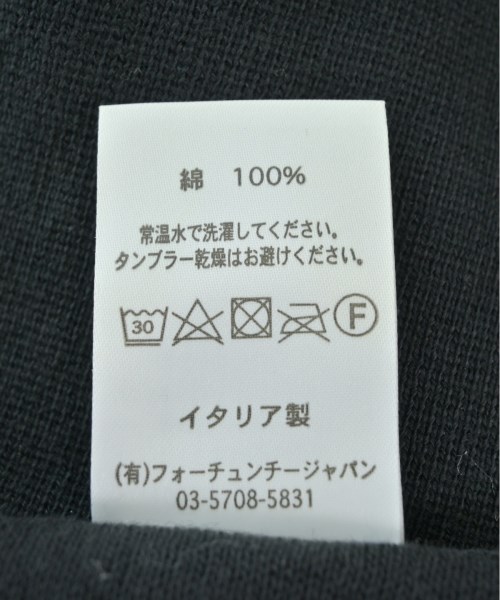 綿 100%
常温水で洗濯してください。
タンブラー乾燥はお避けください。
30 F
イタリア製
(有)フォーチュンチージャパン
03-5708-5831